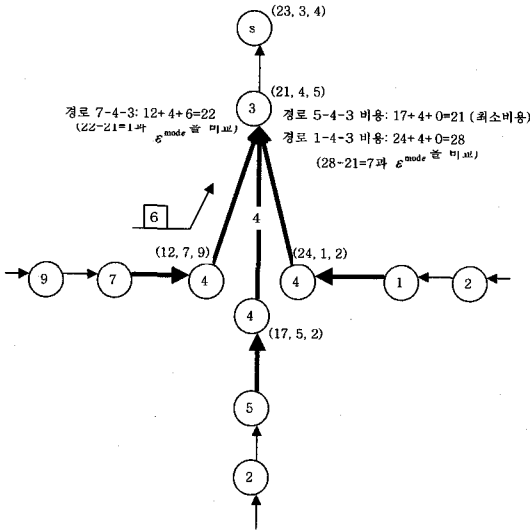 (23, 3, 4)
s
(21, 4, 5)
3
경로 7-4-3: 12+4+6=22
(22-21=1과 ε^mode 을 비교)
경로 5-4-3 비용: 17+4+0=21 (최소비용)
경로 1-4-3 비용: 24+4+0=28
(28-21=7과 ε^mode 을 비교)
6
4
(12, 7, 9)
(24, 1, 2)
9
7
4
4
1
2
4
(17, 5, 2)
5
2